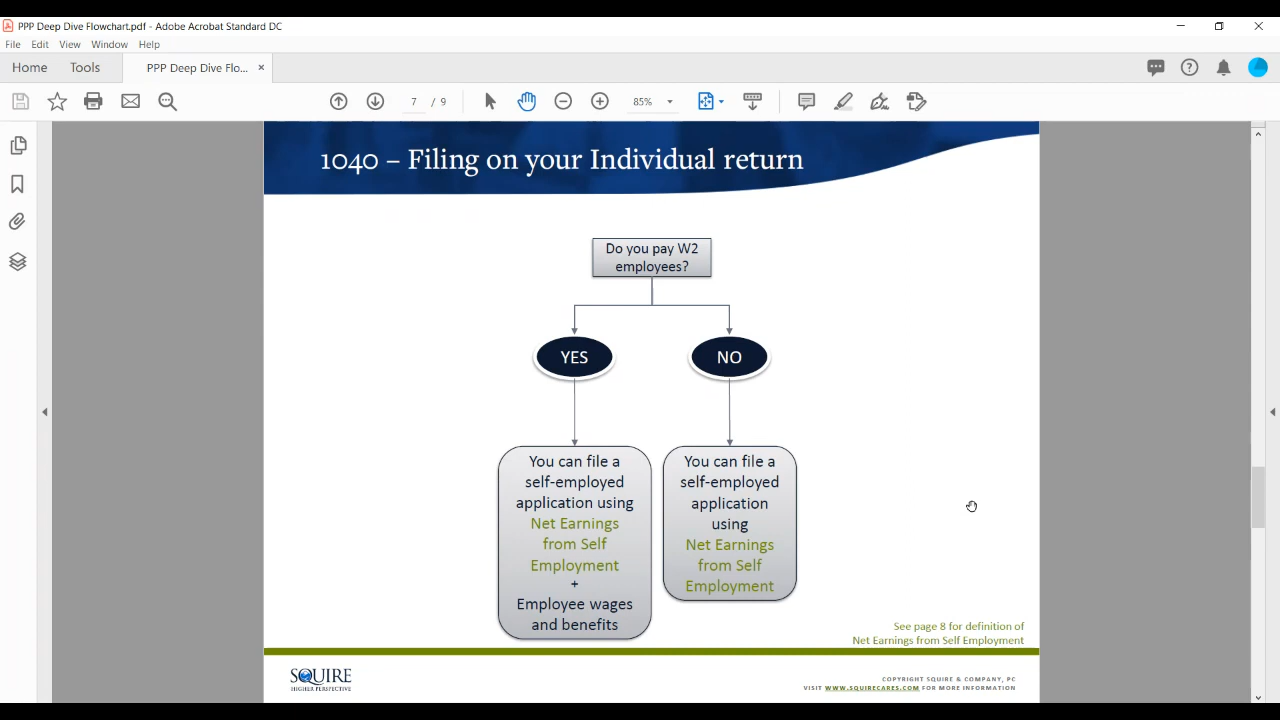 PPP Deep Dive Flowchart.pdf - Adobe Acrobat Standard DC
File Edit View Window Help
Home Tools PPP Deep Dive Flo... ×
7 / 9 85%
1040 – Filing on your Individual return
Do you pay W2
employees?
YES
NO
You can file a
self-employed
application using
Net Earnings
from Self
Employment
+
Employee wages
and benefits
You can file a
self-employed
application
using
Net Earnings
from Self
Employment
See page 8 for definition of
Net Earnings from Self Employment
SQUIRE
HIGHER PERSPECTIVE
COPYRIGHT SQUIRE & COMPANY, PC
VISIT WWW.SQUIRECARES.COM FOR MORE INFORMATION